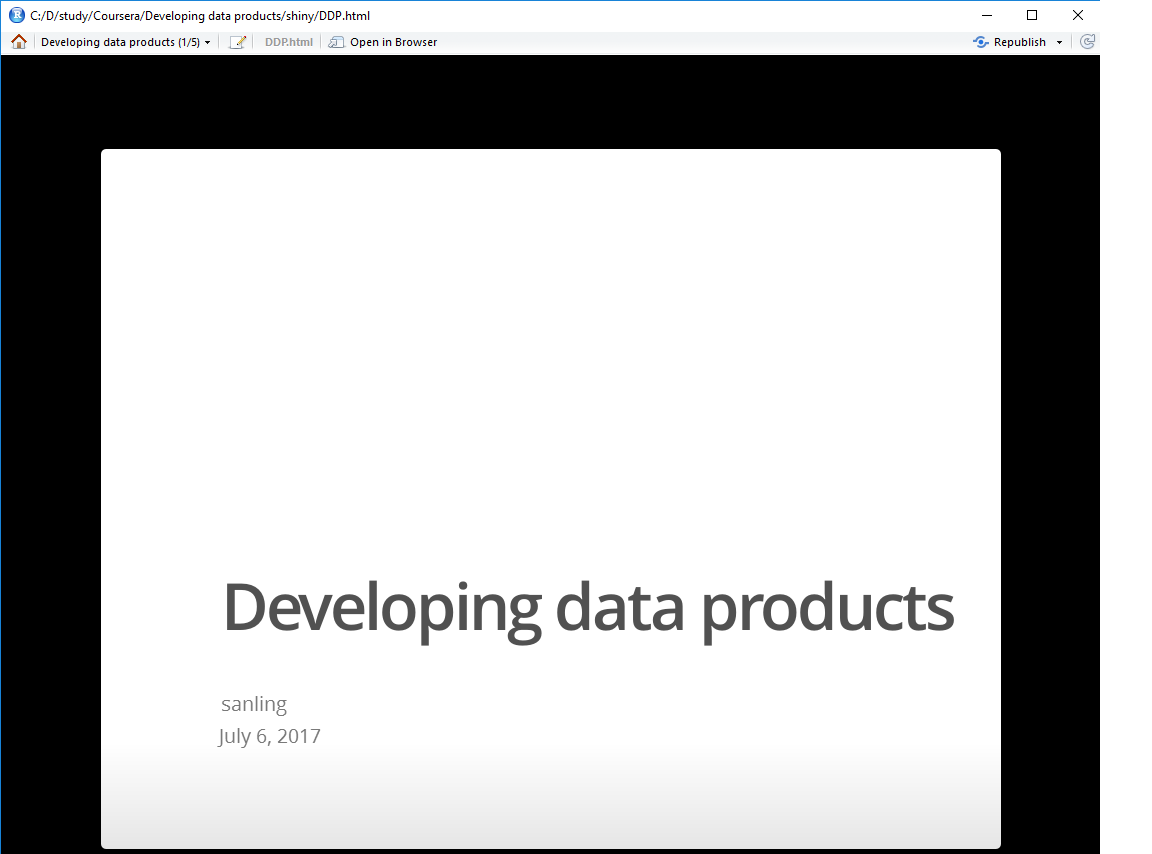 C:/D/study/Coursera/Developing data products/shiny/DDP.html
Developing data products (1/5) DDP.html Open in Browser Republish
Developing data products
sanling
July 6, 2017